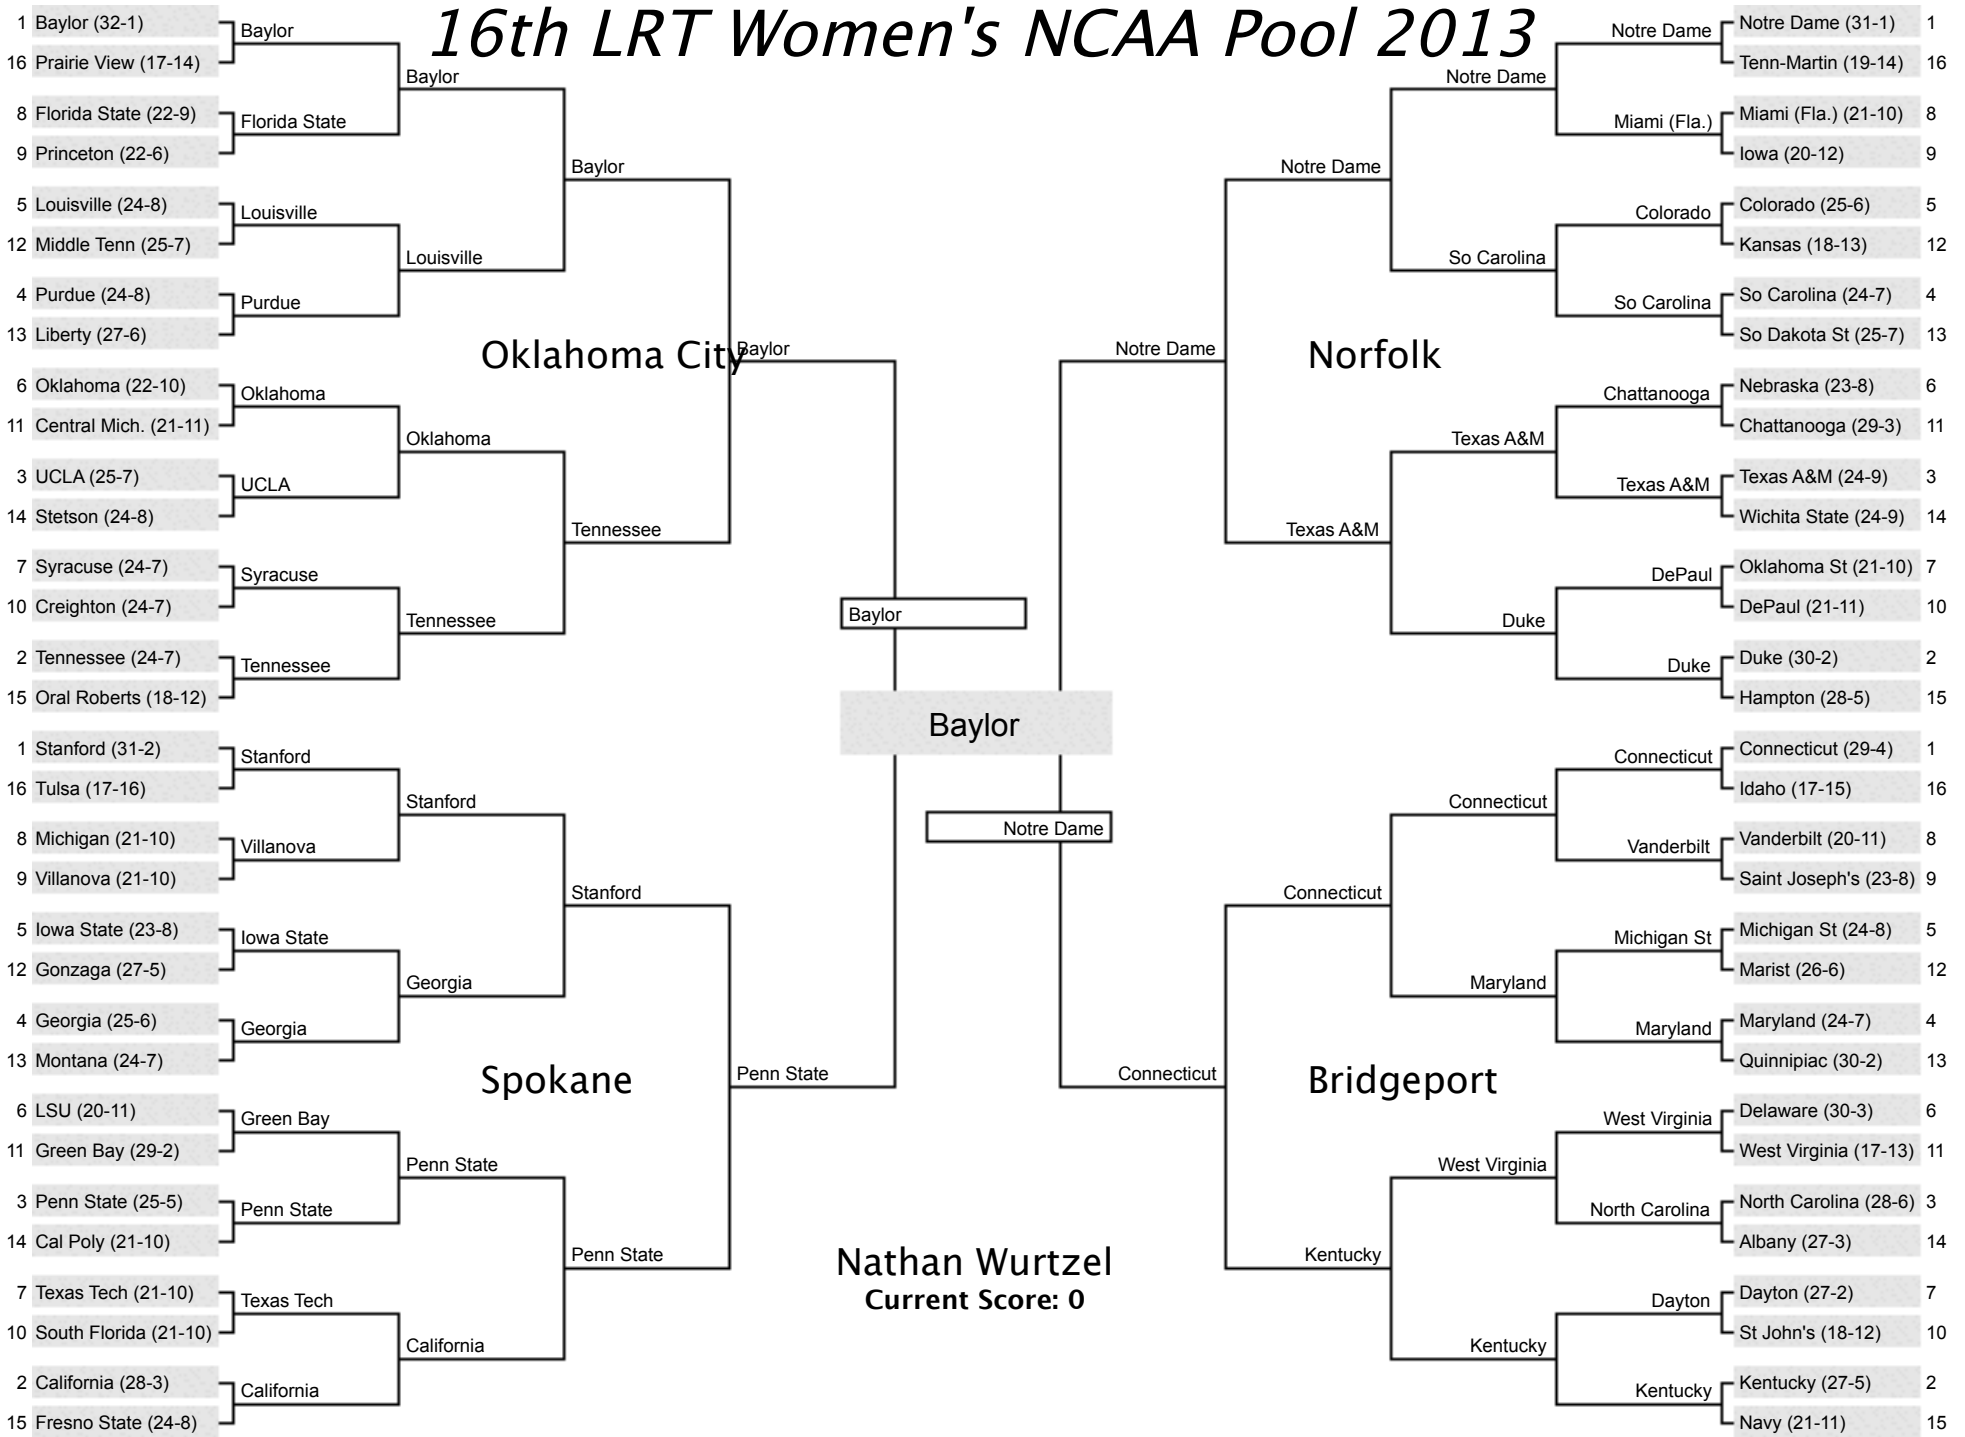 16th LRT Women's NCAA Pool 2013
1 Baylor (32-1)
16 Prairie View (17-14)
8 Florida State (22-9)
9 Princeton (22-6)
5 Louisville (24-8)
12 Middle Tenn (25-7)
4 Purdue (24-8)
13 Liberty (27-6)
6 Oklahoma (22-10)
11 Central Mich. (21-11)
3 UCLA (25-7)
14 Stetson (24-8)
7 Syracuse (24-7)
10 Creighton (24-7)
2 Tennessee (24-7)
15 Oral Roberts (18-12)
1 Stanford (31-2)
16 Tulsa (17-16)
8 Michigan (21-10)
9 Villanova (21-10)
5 Iowa State (23-8)
12 Gonzaga (27-5)
4 Georgia (25-6)
13 Montana (24-7)
6 LSU (20-11)
11 Green Bay (29-2)
3 Penn State (25-5)
14 Cal Poly (21-10)
7 Texas Tech (21-10)
10 South Florida (21-10)
2 California (28-3)
15 Fresno State (24-8)
Baylor
Florida State
Louisville
Purdue
Oklahoma
UCLA
Syracuse
Tennessee
Stanford
Villanova
Iowa State
Georgia
Green Bay
Penn State
Texas Tech
California
Baylor
Louisville
Oklahoma
Tennessee
Stanford
Georgia
Penn State
California
Baylor
Tennessee
Stanford
Penn State
Oklahoma City
Spokane
Baylor
Penn State
Baylor
Baylor
Notre Dame
Nathan Wurtzel
Current Score: 0
Notre Dame
Connecticut
Norfolk
Bridgeport
Notre Dame
Texas A&M
Connecticut
Kentucky
Notre Dame
So Carolina
Texas A&M
Duke
Connecticut
Maryland
West Virginia
Kentucky
Notre Dame
Miami (Fla.)
Colorado
So Carolina
Chattanooga
Texas A&M
DePaul
Duke
Connecticut
Vanderbilt
Michigan St
Maryland
West Virginia
North Carolina
Dayton
Kentucky
Notre Dame (31-1) 1
Tenn-Martin (19-14) 16
Miami (Fla.) (21-10) 8
Iowa (20-12) 9
Colorado (25-6) 5
Kansas (18-13) 12
So Carolina (24-7) 4
So Dakota St (25-7) 13
Nebraska (23-8) 6
Chattanooga (29-3) 11
Texas A&M (24-9) 3
Wichita State (24-9) 14
Oklahoma St (21-10) 7
DePaul (21-11) 10
Duke (30-2) 2
Hampton (28-5) 15
Connecticut (29-4) 1
Idaho (17-15) 16
Vanderbilt (20-11) 8
Saint Joseph's (23-8) 9
Michigan St (24-8) 5
Marist (26-6) 12
Maryland (24-7) 4
Quinnipiac (30-2) 13
Delaware (30-3) 6
West Virginia (17-13) 11
North Carolina (28-6) 3
Albany (27-3) 14
Dayton (27-2) 7
St John's (18-12) 10
Kentucky (27-5) 2
Navy (21-11) 15